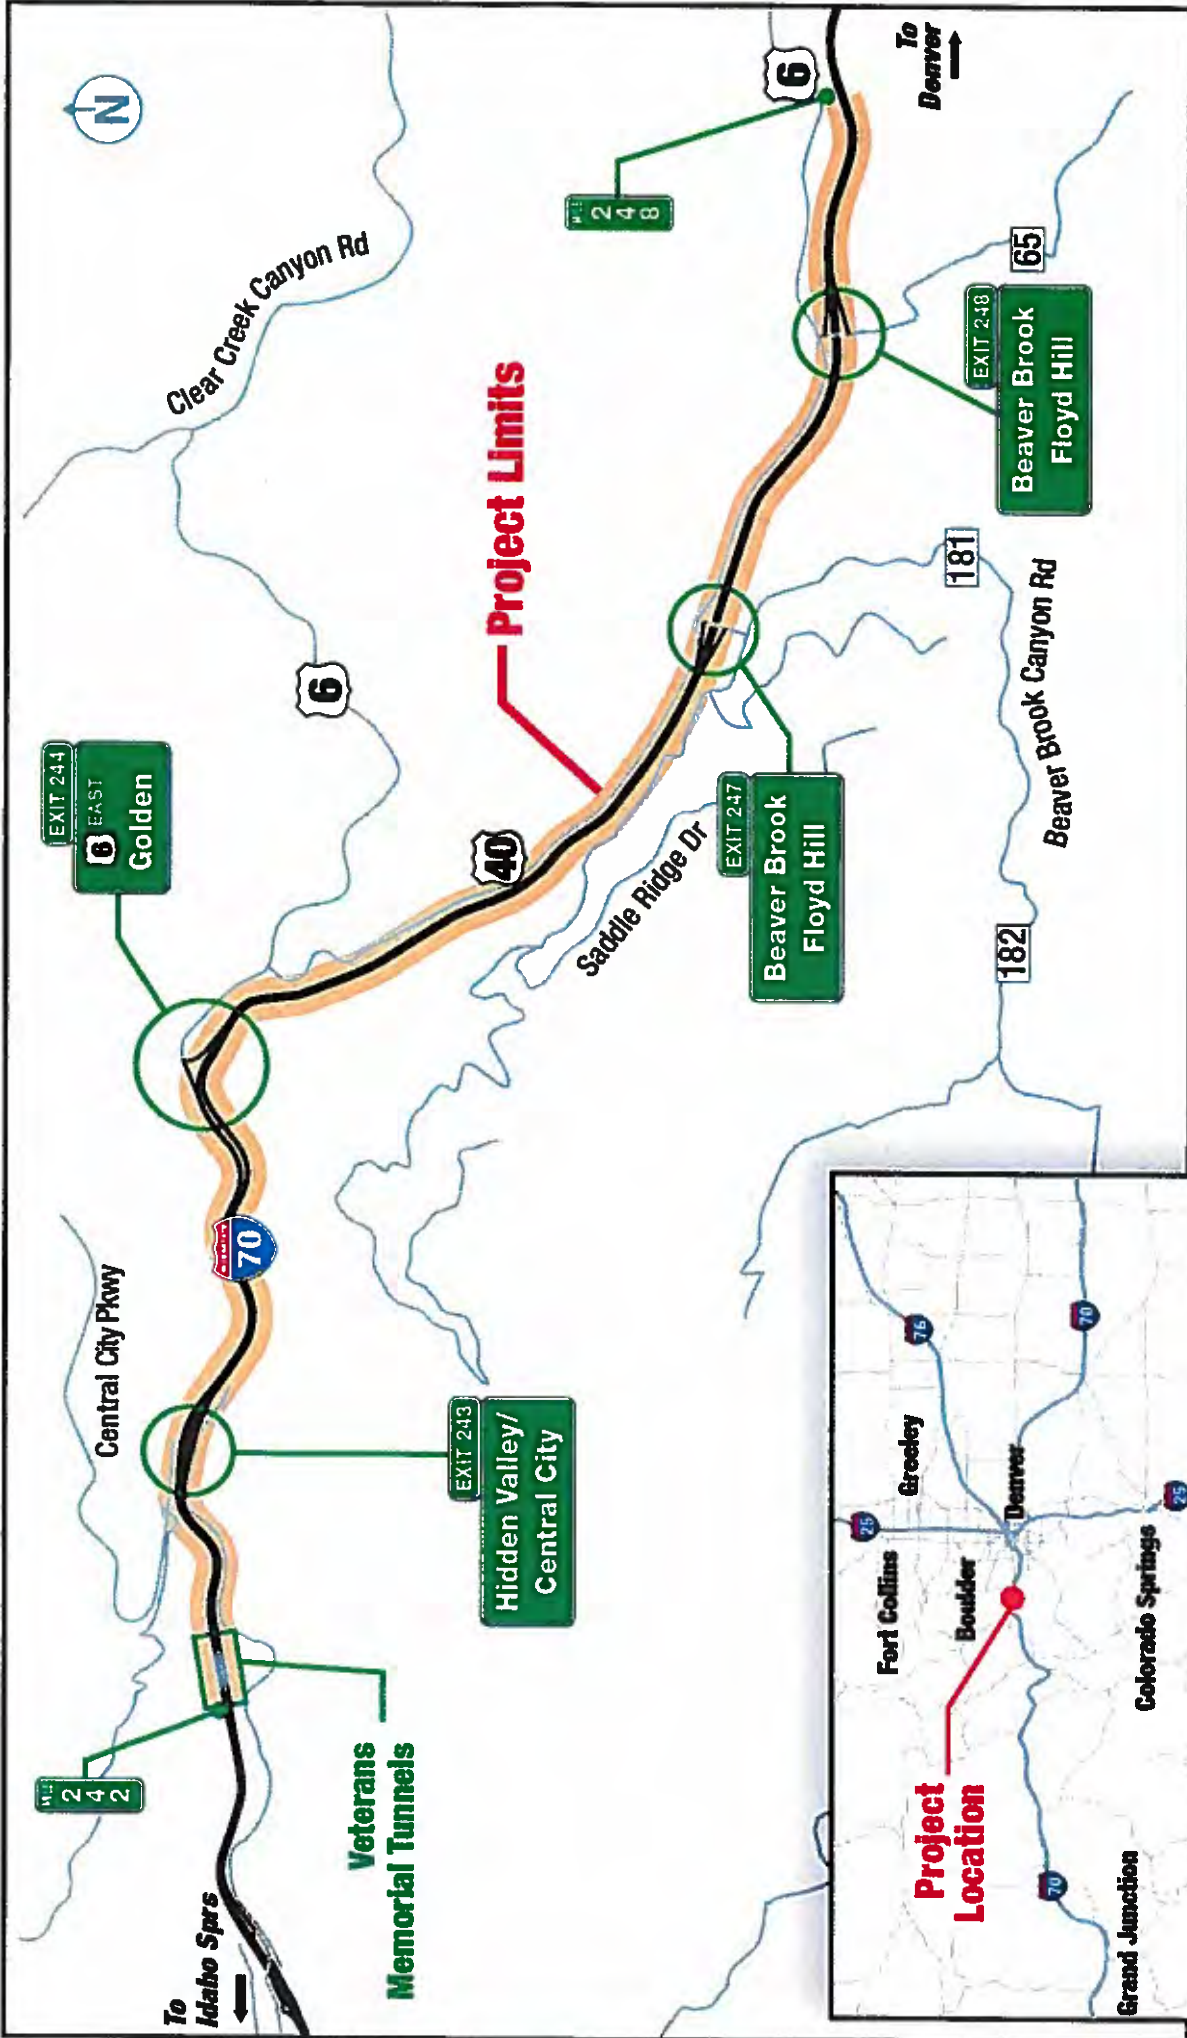 To
Idaho Sprs
MILE
2
4
2
Veterans
Memorial Tunnels
Central City Pkwy
EXIT 243
Hidden Valley/
Central City
70
EXIT 244
6 EAST
Golden
6
Clear Creek Canyon Rd
N
40
Project Limits
Saddle Ridge Dr
EXIT 247
Beaver Brook
Floyd Hill
MILE
2
4
8
6
To
Denver
EXIT 248
Beaver Brook
Floyd Hill
65
181
Beaver Brook Canyon Rd
182
Project
Location
Fort Collins
Greeley
Boulder
Denver
Colorado Springs
Grand Junction
25
76
70
70
25